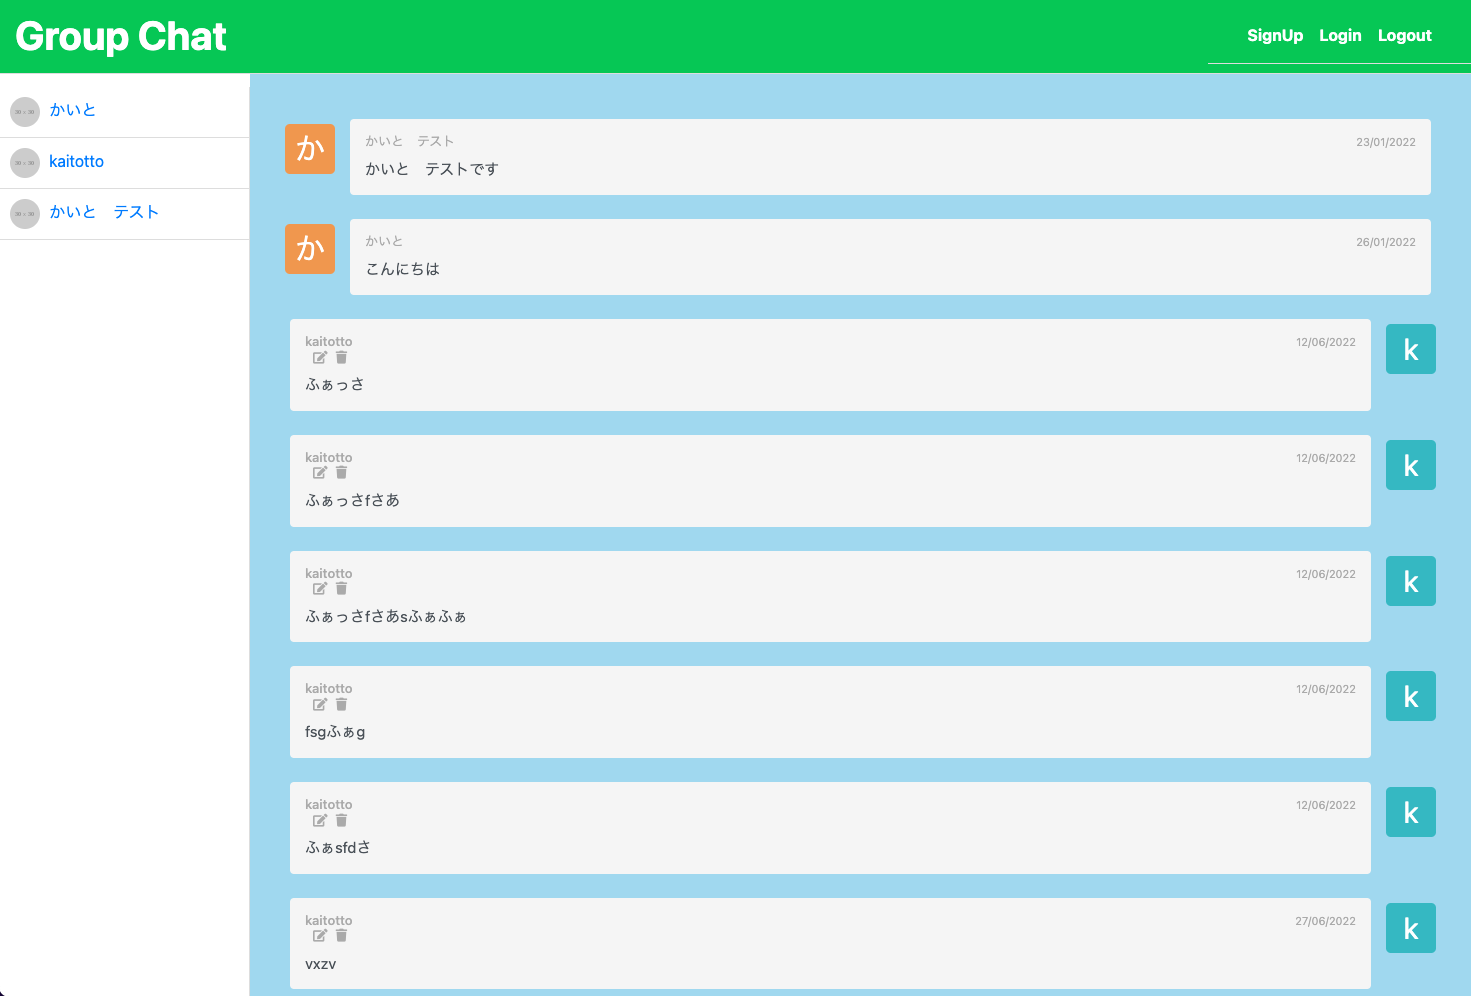 Group Chat
SignUp Login Logout
30 × 30 かいと
30 × 30 kaitotto
30 × 30 かいと　テスト
か
かいと　テスト 23/01/2022
かいと　テストです
か
かいと 26/01/2022
こんにちは
kaitotto 12/06/2022
k
ふぁっさ
kaitotto 12/06/2022
k
ふぁっさfさあ
kaitotto 12/06/2022
k
ふぁっさfさあsふぁふぁ
kaitotto 12/06/2022
k
fsgふぁg
kaitotto 12/06/2022
k
ふぁsfdさ
kaitotto 27/06/2022
k
vxzv